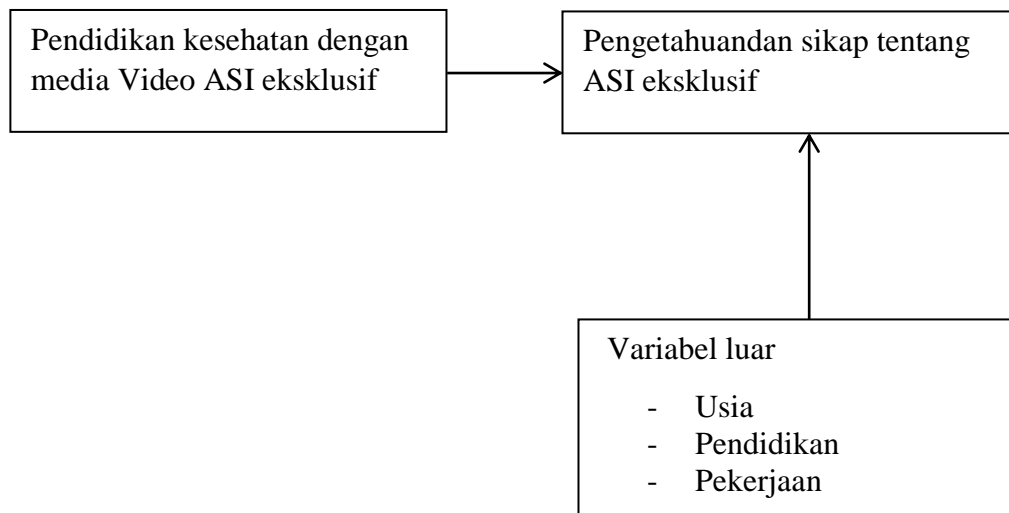 Pendidikan kesehatan dengan
media Video ASI eksklusif
Pengetahuandan sikap tentang
ASI eksklusif
Variabel luar
- Usia
- Pendidikan
- Pekerjaan